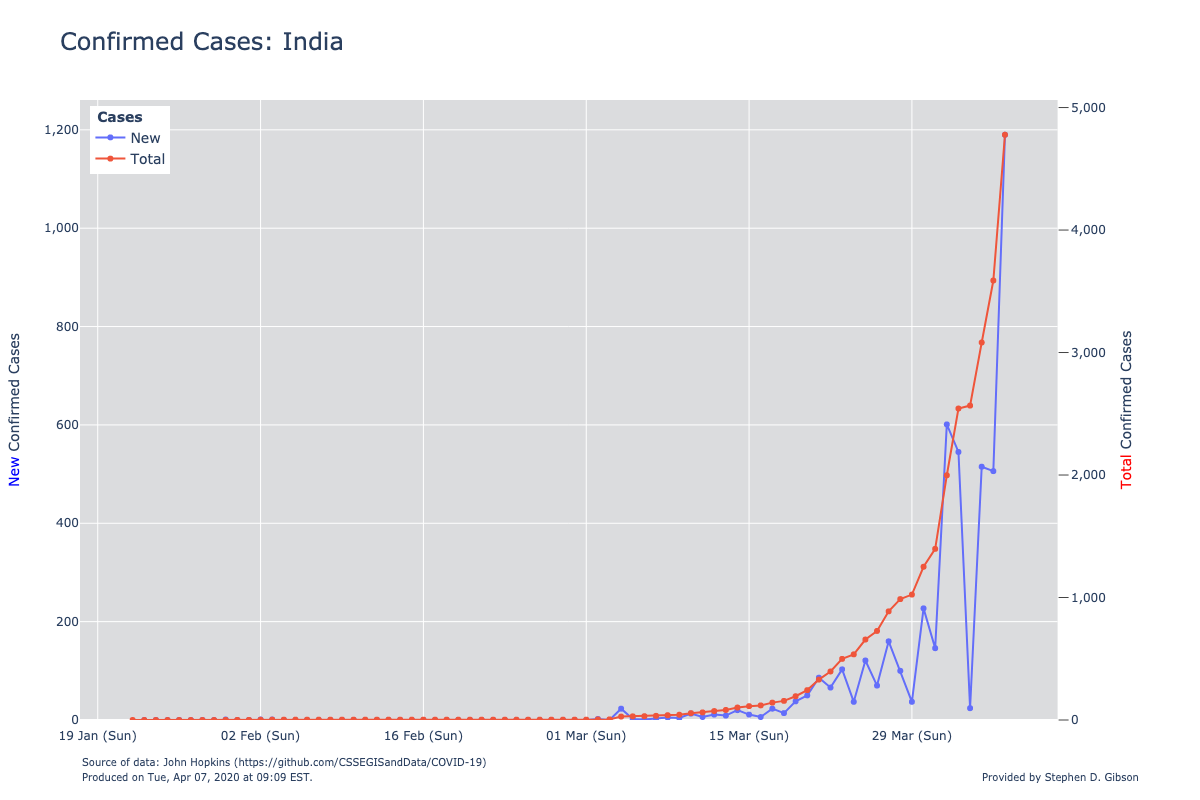 Confirmed Cases: India
Cases
New
Total
1,200
1,000
800
600
400
200
0
5,000
4,000
3,000
2,000
1,000
0
New Confirmed Cases
Total Confirmed Cases
19 Jan (Sun)
02 Feb (Sun)
16 Feb (Sun)
01 Mar (Sun)
15 Mar (Sun)
29 Mar (Sun)
Source of data: John Hopkins (https://github.com/CSSEGISandData/COVID-19)
Produced on Tue, Apr 07, 2020 at 09:09 EST.
Provided by Stephen D. Gibson